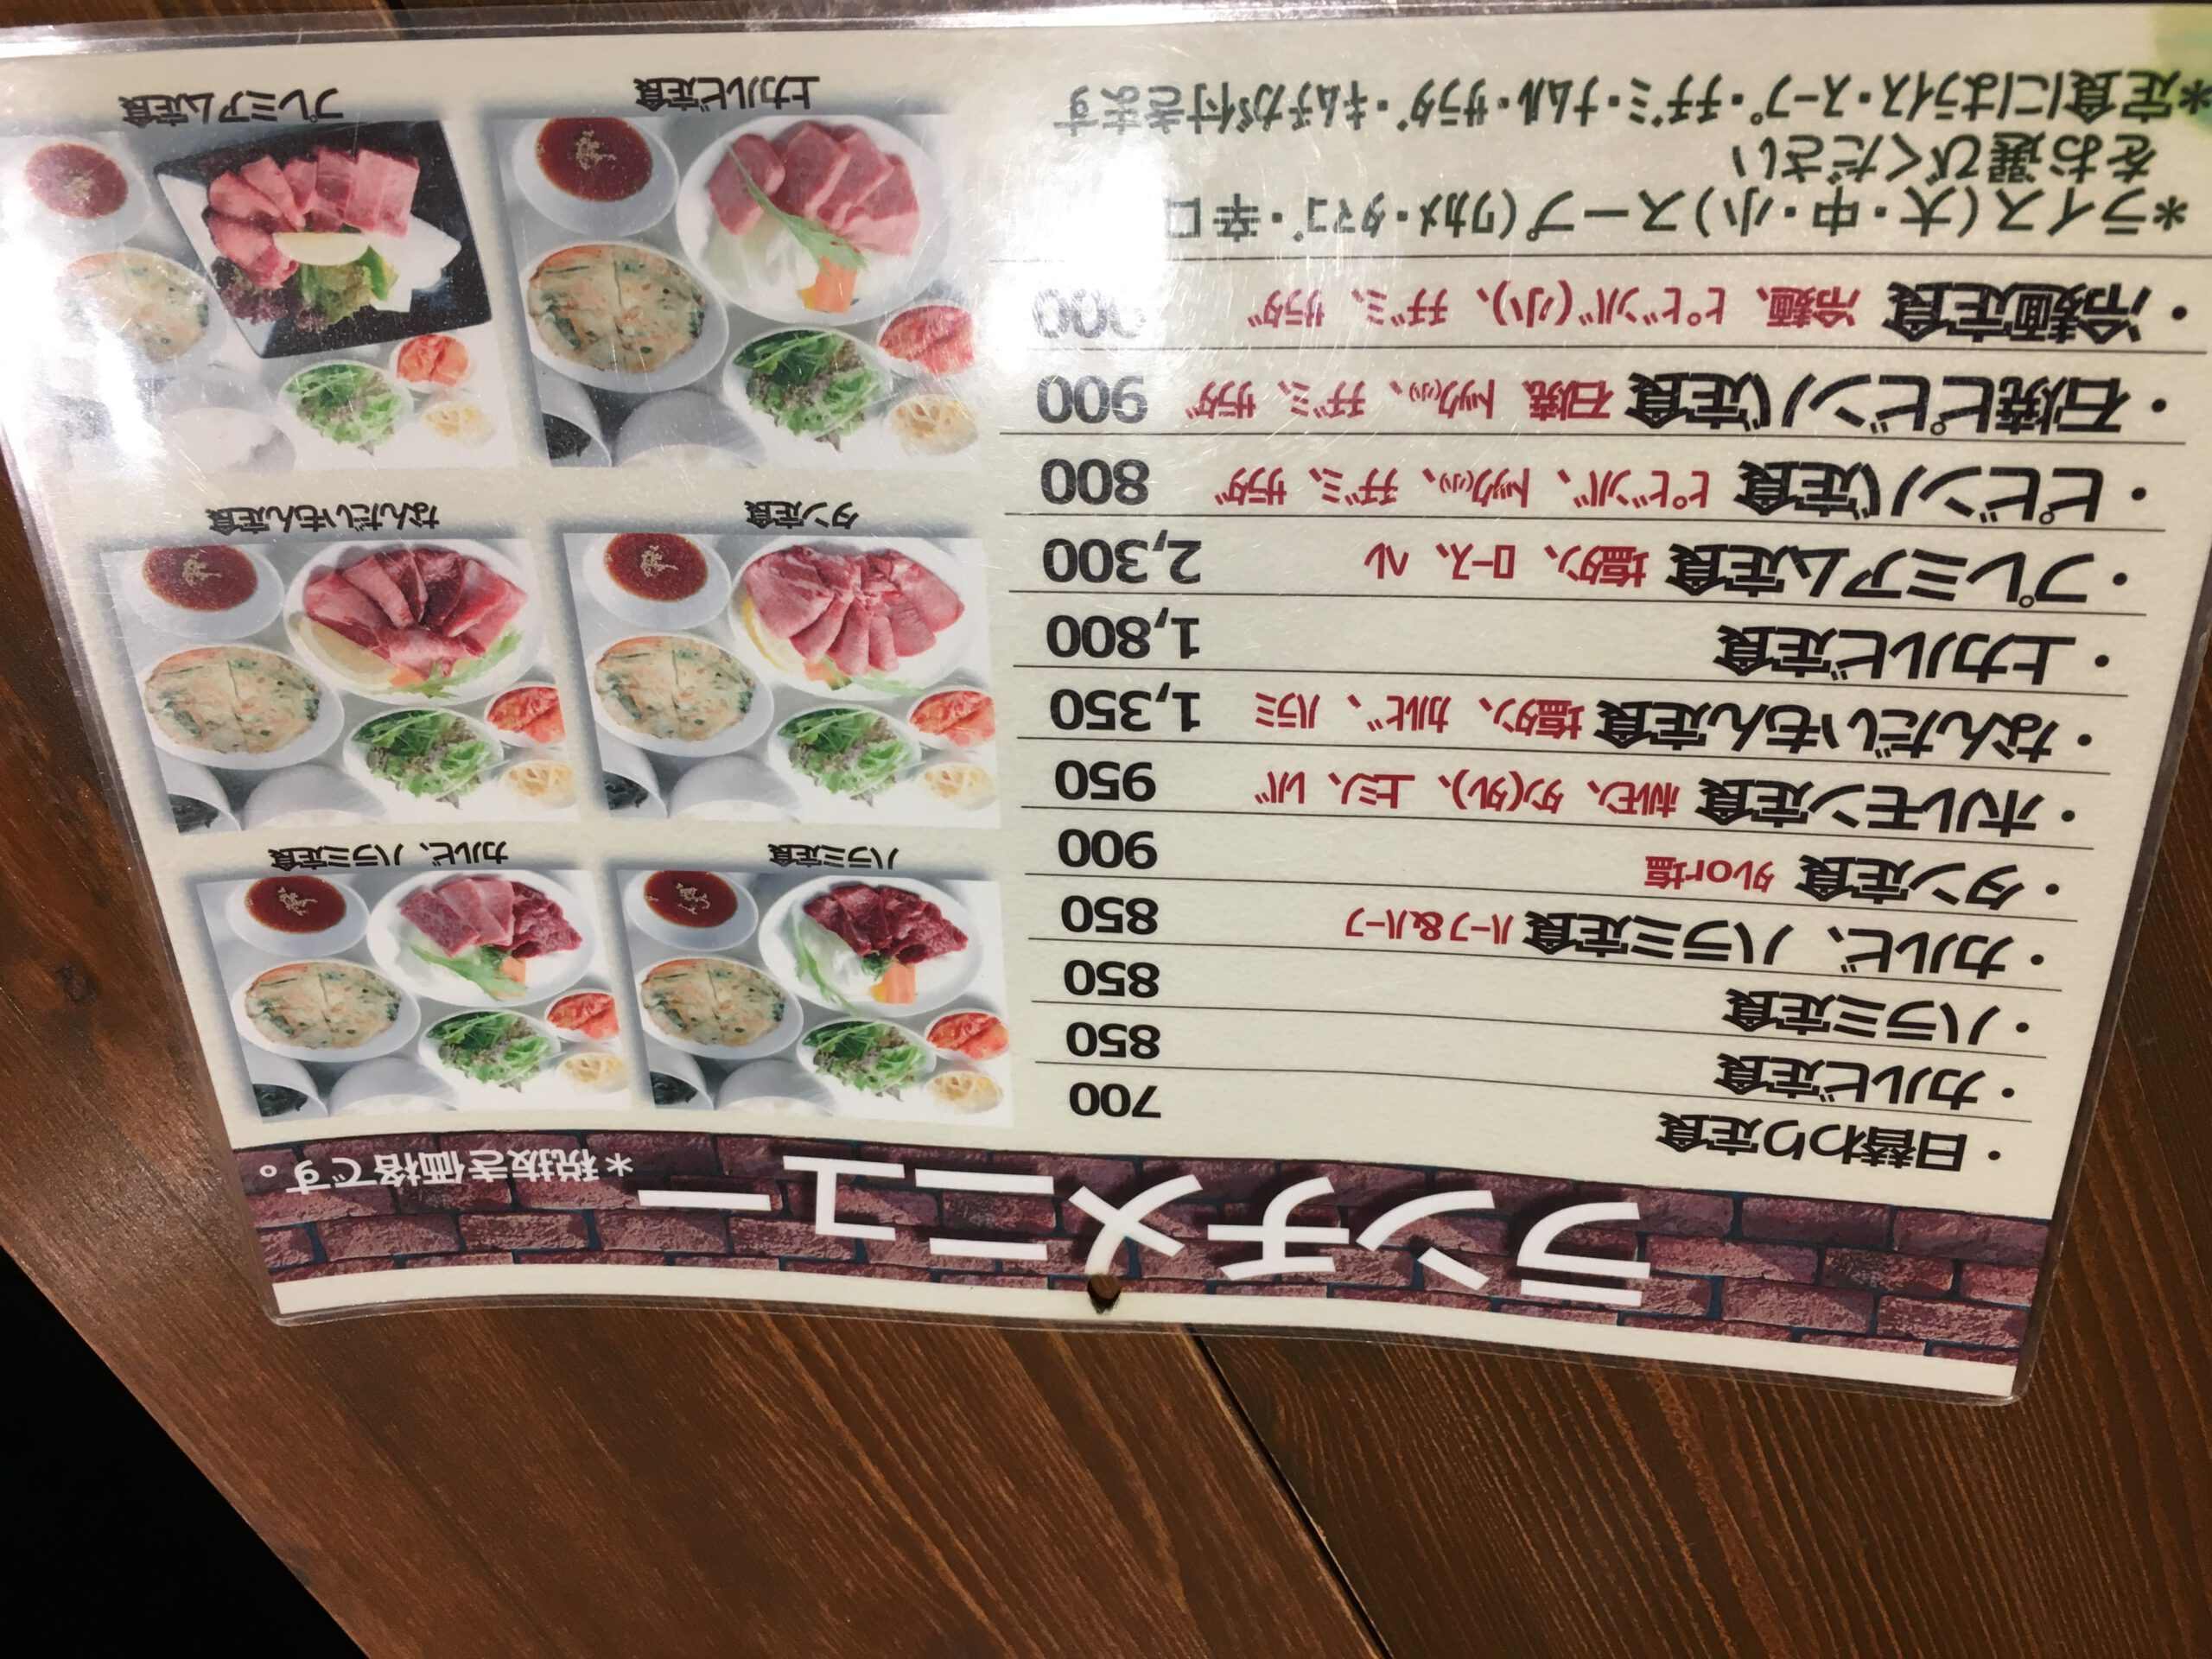 ランチメニュー
*税抜き価格です。
・日替わり定食 700
・カルビ定食 850
・ハラミ定食 850
・カルビ、ハラミ定食 ハーフ&ハーフ 850
・タン定食 タレor塩 900
・ホルモン定食 ホルモン、タン(タレ)、上ミノ、レバー 950
・なんだいもん定食 塩タン、カルビ、ハラミ 1,350
・上カルビ定食 1,800
・プレミアム定食 塩タン、ロース、ヘレ 2,300
・ピビンバ定食 ピビンバ、トック(小)、チヂミ、サラダ 800
・石焼ピビンバ定食 石焼、トック(小)、チヂミ、サラダ 900
・冷麺定食 冷麺、ピビンバ(小)、チヂミ、サラダ 900
*ライス(大・中・小)スープ(ワカメ・タマゴ・辛口
をお選びください
*定食にはライス・スープ・チヂミ・ナムル・サラダ・キムチが付きます
ハラミ定食
カルビ、ハラミ定食
タン定食
なんだいもん定食
上カルビ定食
プレミアム定食